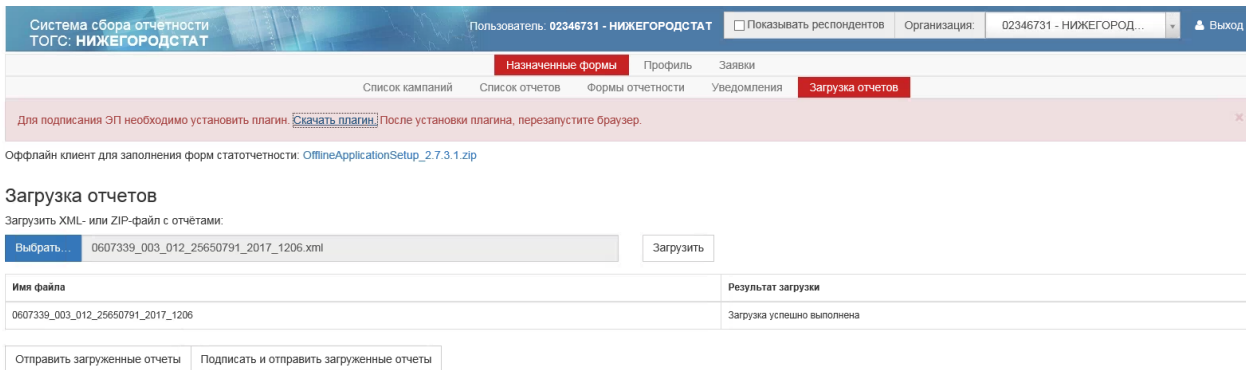 Система сбора отчетности
ТОГС: НИЖЕГОРОДСТАТ
Пользователь: 02346731 - НИЖЕГОРОДСТАТ
Показывать респондентов
Организация:
02346731 - НИЖЕГОРОД...
Выход
Назначенные формы Профиль Заявки
Список кампаний Список отчетов Формы отчетности Уведомления Загрузка отчетов
Для подписания ЭП необходимо установить плагин. Скачать плагин. После установки плагина, перезапустите браузер.
Оффлайн клиент для заполнения форм статотчетности: OfflineApplicationSetup_2.7.3.1.zip
Загрузка отчетов
Загрузить XML- или ZIP-файл с отчётами:
Выбрать... 0607339_003_012_25650791_2017_1206.xml Загрузить
Имя файла Результат загрузки
0607339_003_012_25650791_2017_1206 Загрузка успешно выполнена
Отправить загруженные отчеты Подписать и отправить загруженные отчеты